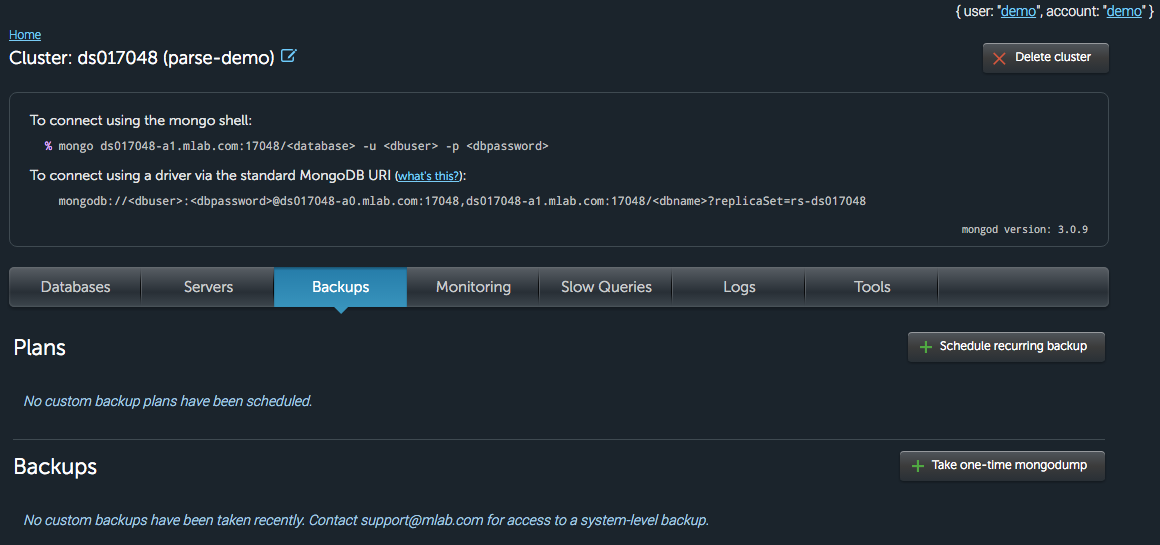 { user: "demo", account: "demo" }
Home
Cluster: ds017048 (parse-demo)
Delete cluster
To connect using the mongo shell:
% mongo ds017048-a1.mlab.com:17048/<database> -u <dbuser> -p <dbpassword>
To connect using a driver via the standard MongoDB URI (what's this?):
mongodb://<dbuser>:<dbpassword>@ds017048-a0.mlab.com:17048,ds017048-a1.mlab.com:17048/<dbname>?replicaSet=rs-ds017048
mongod version: 3.0.9
Databases Servers Backups Monitoring Slow Queries Logs Tools
Plans
Schedule recurring backup
No custom backup plans have been scheduled.
Backups
Take one-time mongodump
No custom backups have been taken recently. Contact support@mlab.com for access to a system-level backup.